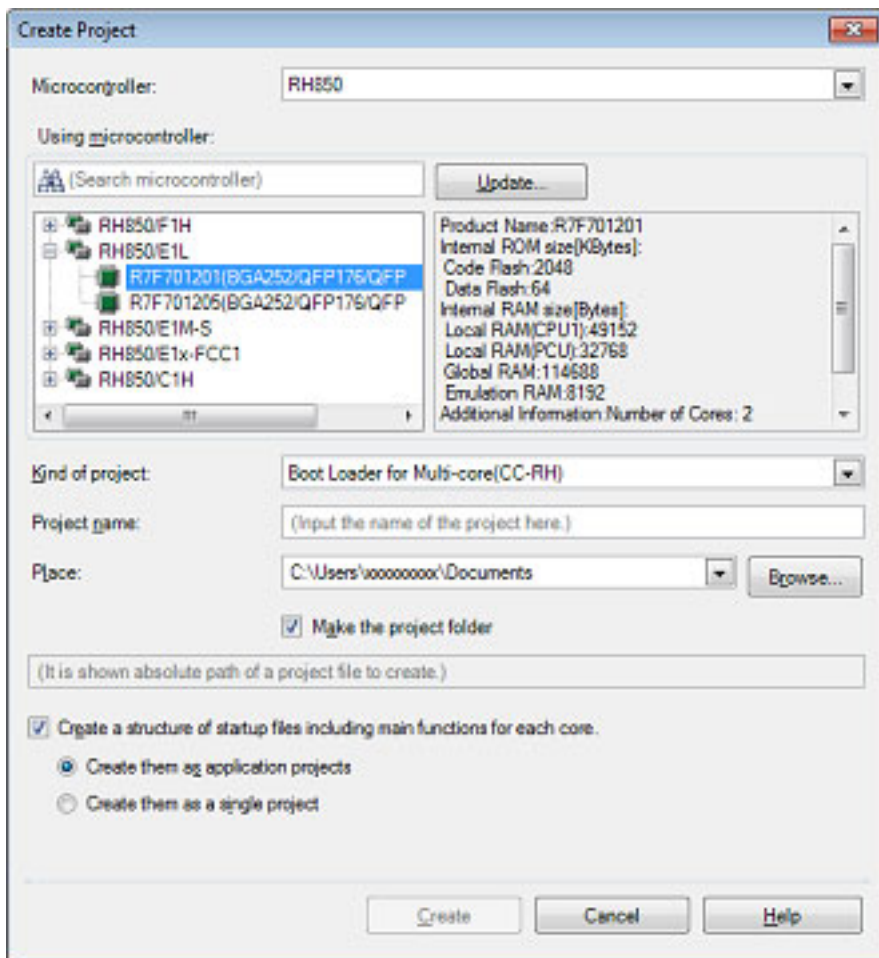 Create Project
Microcontroller: RH850
Using microcontroller:
(Search microcontroller) Update...
RH850/F1H
RH850/E1L
R7F701201(BGA252/QFP176/QFP
R7F701205(BGA252/QFP176/QFP
RH850/E1M-S
RH850/E1x-FCC1
RH850/C1H
Product Name:R7F701201
Internal ROM size[KBytes]:
Code Flash:2048
Data Flash:64
Internal RAM size[Bytes]:
Local RAM(CPU1):49152
Local RAM(PCU):32768
Global RAM:114688
Emulation RAM:8192
Additional Information:Number of Cores: 2
Kind of project: Boot Loader for Multi-core(CC-RH)
Project name: (Input the name of the project here.)
Place: C:\Users\xxxxxxxxx\Documents Browse...
Make the project folder
(It is shown absolute path of a project file to create.)
Create a structure of startup files including main functions for each core.
Create them as application projects
Create them as a single project
Create Cancel Help